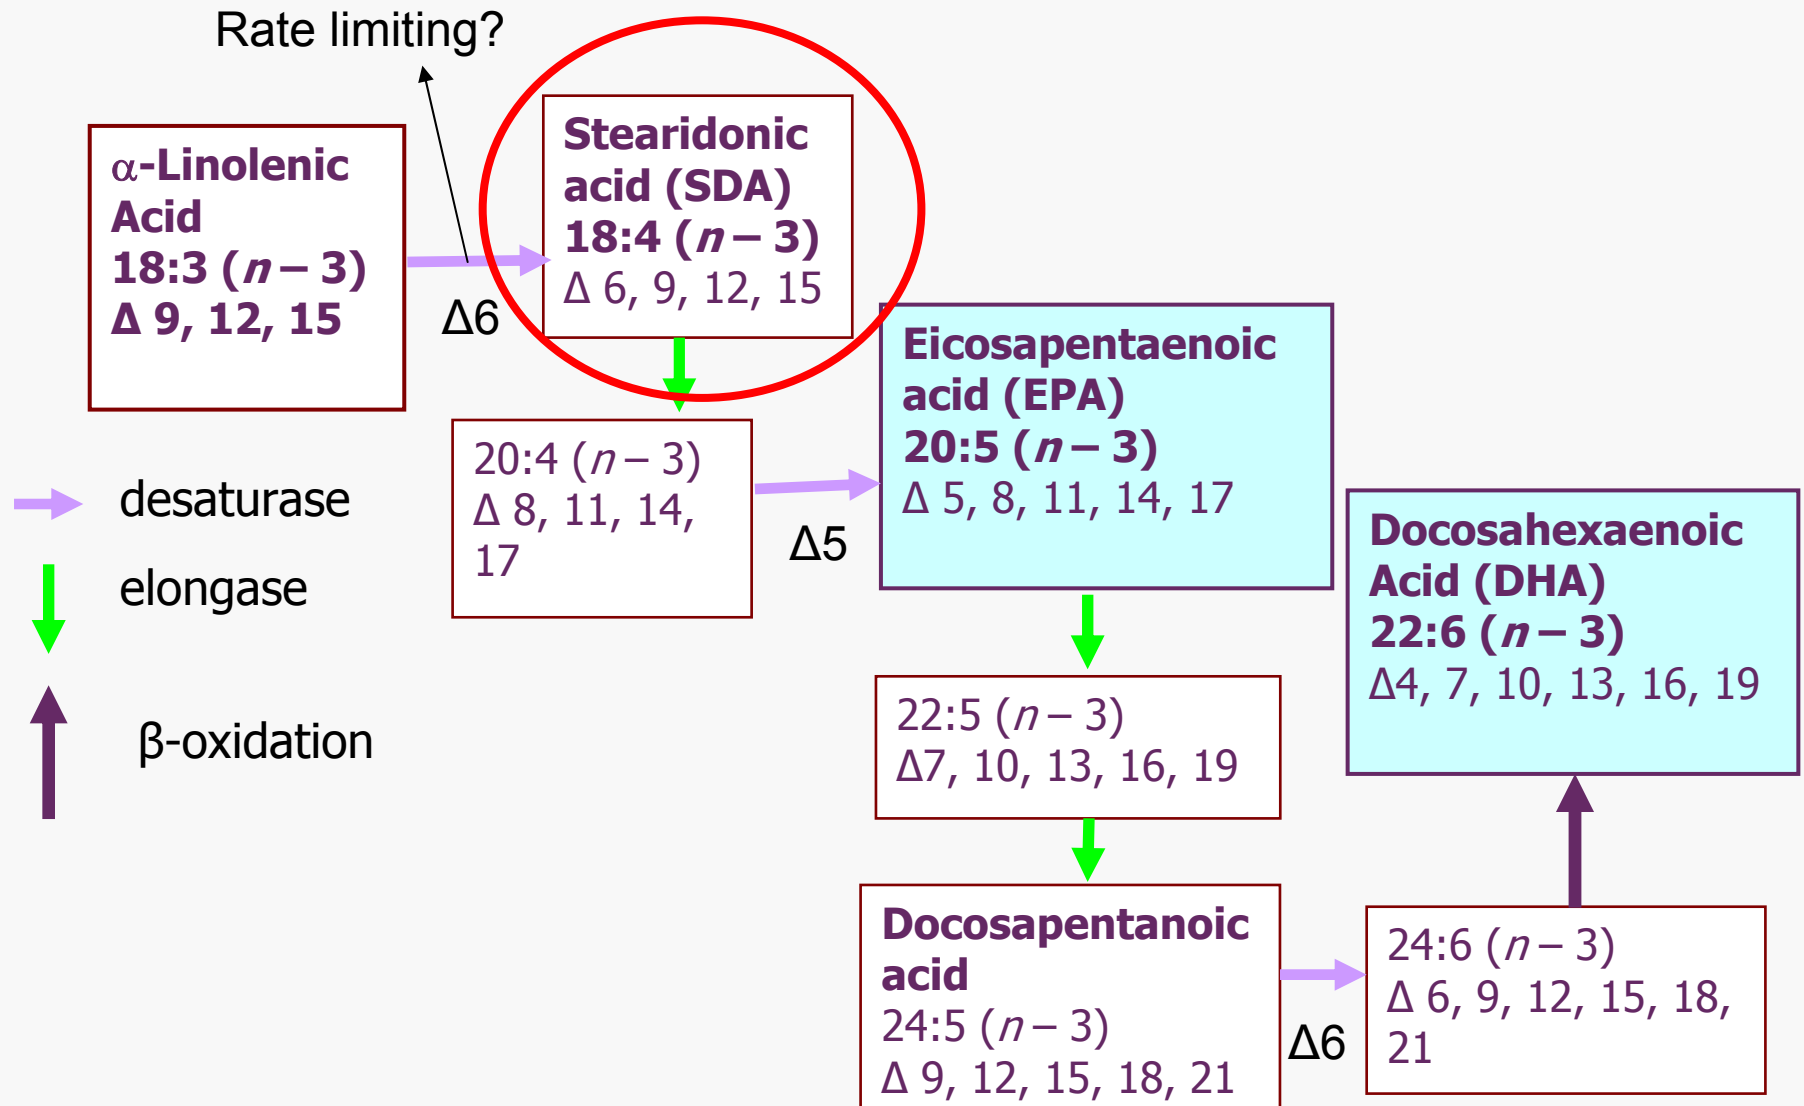 Rate limiting?
α-Linolenic
Acid
18:3 (n – 3)
Δ 9, 12, 15
Δ6
Stearidonic
acid (SDA)
18:4 (n – 3)
Δ 6, 9, 12, 15
20:4 (n – 3)
Δ 8, 11, 14,
17
Δ5
Eicosapentaenoic
acid (EPA)
20:5 (n – 3)
Δ 5, 8, 11, 14, 17
22:5 (n – 3)
Δ7, 10, 13, 16, 19
Docosapentanoic
acid
24:5 (n – 3)
Δ 9, 12, 15, 18, 21
Δ6
24:6 (n – 3)
Δ 6, 9, 12, 15, 18,
21
Docosahexaenoic
Acid (DHA)
22:6 (n – 3)
Δ4, 7, 10, 13, 16, 19
desaturase
elongase
β-oxidation